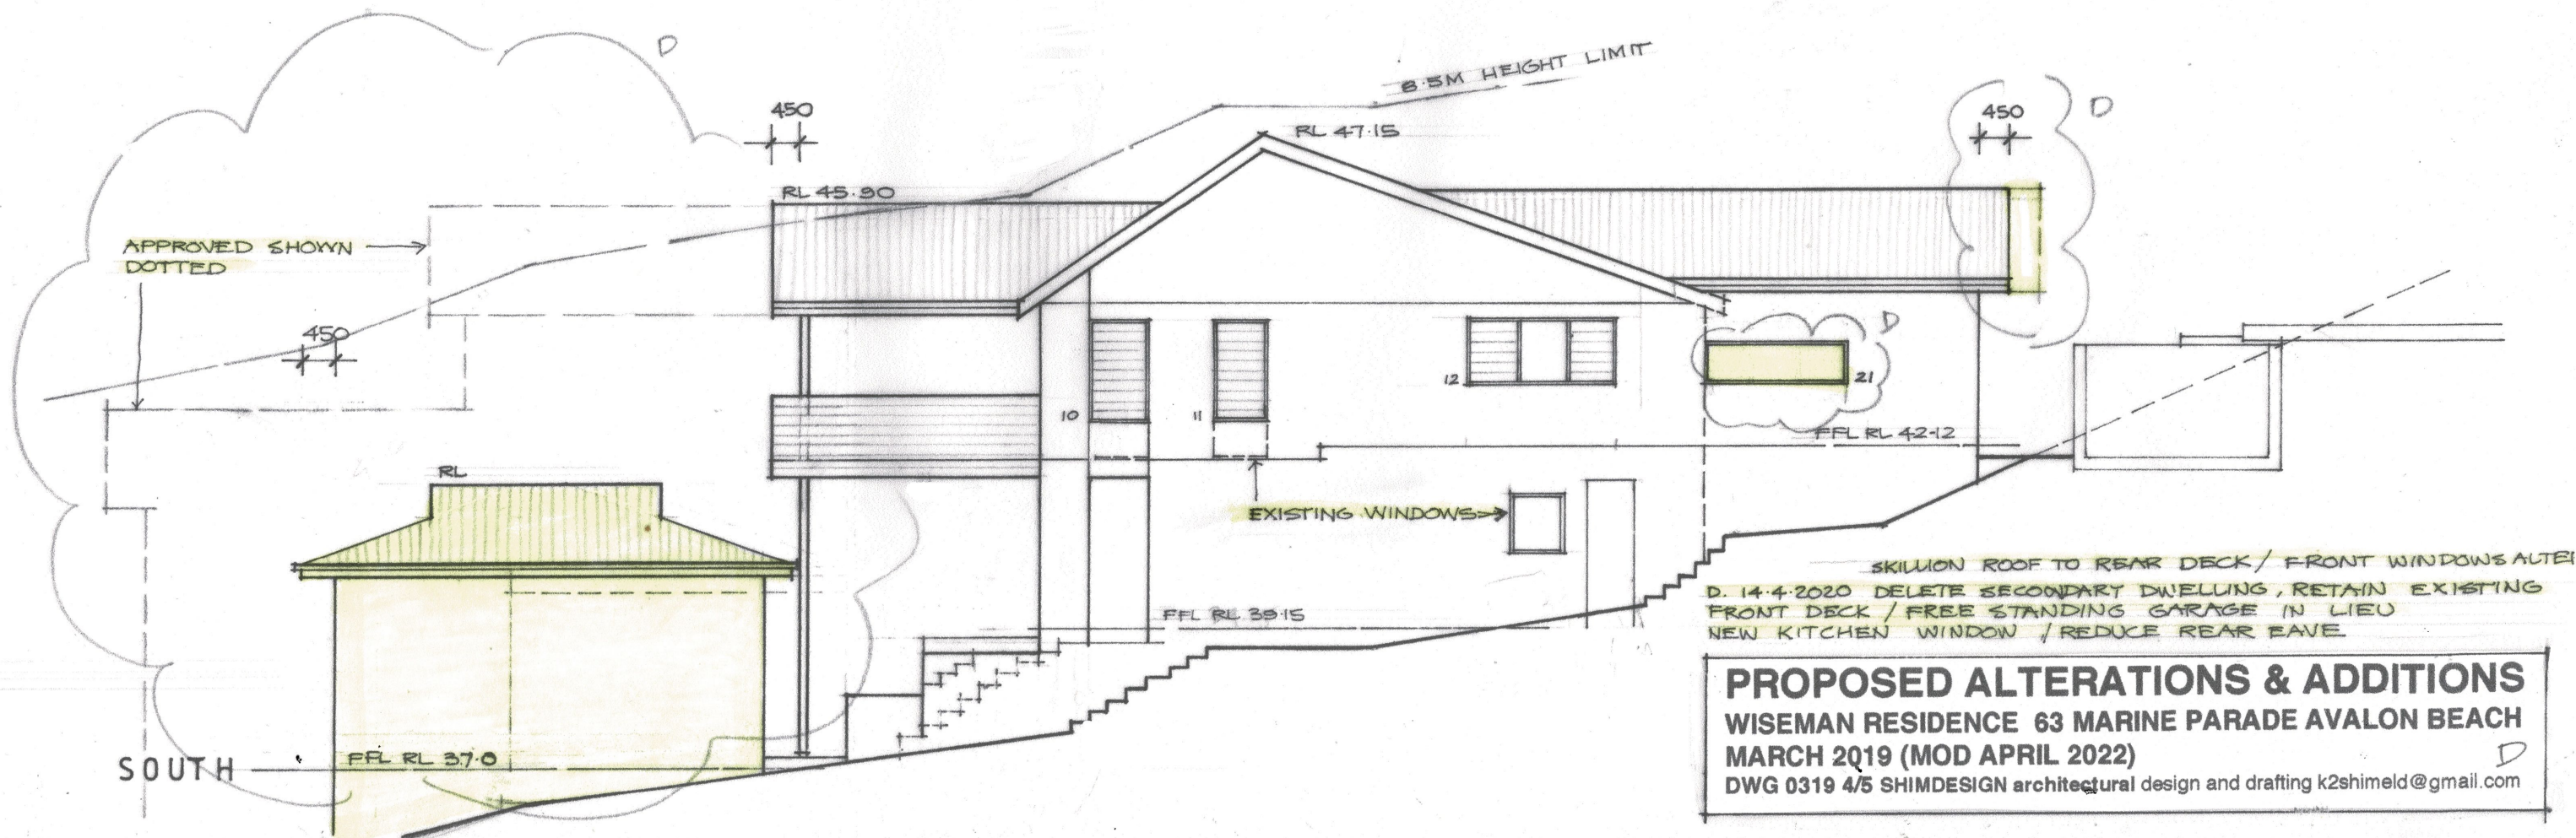 D
8.5M HEIGHT LIMIT
450
450
D
RL 47.15
RL 45.90
APPROVED SHOWN
DOTTED
450
D
12
21
10
11
FFL RL 42.12
RL
EXISTING WINDOWS
SKILLION ROOF TO REAR DECK / FRONT WINDOWS ALTE
D. 14.4.2020 DELETE SECONDARY DWELLING, RETAIN EXISTING
FRONT DECK / FREE STANDING GARAGE IN LIEU
NEW KITCHEN WINDOW / REDUCE REAR EAVE
FFL RL 39.15
SOUTH
FFL RL 37.0
PROPOSED ALTERATIONS & ADDITIONS
WISEMAN RESIDENCE 63 MARINE PARADE AVALON BEACH
MARCH 2019 (MOD APRIL 2022)
D
DWG 0319 4/5 SHIMDESIGN architectural design and drafting k2shimeld@gmail.com